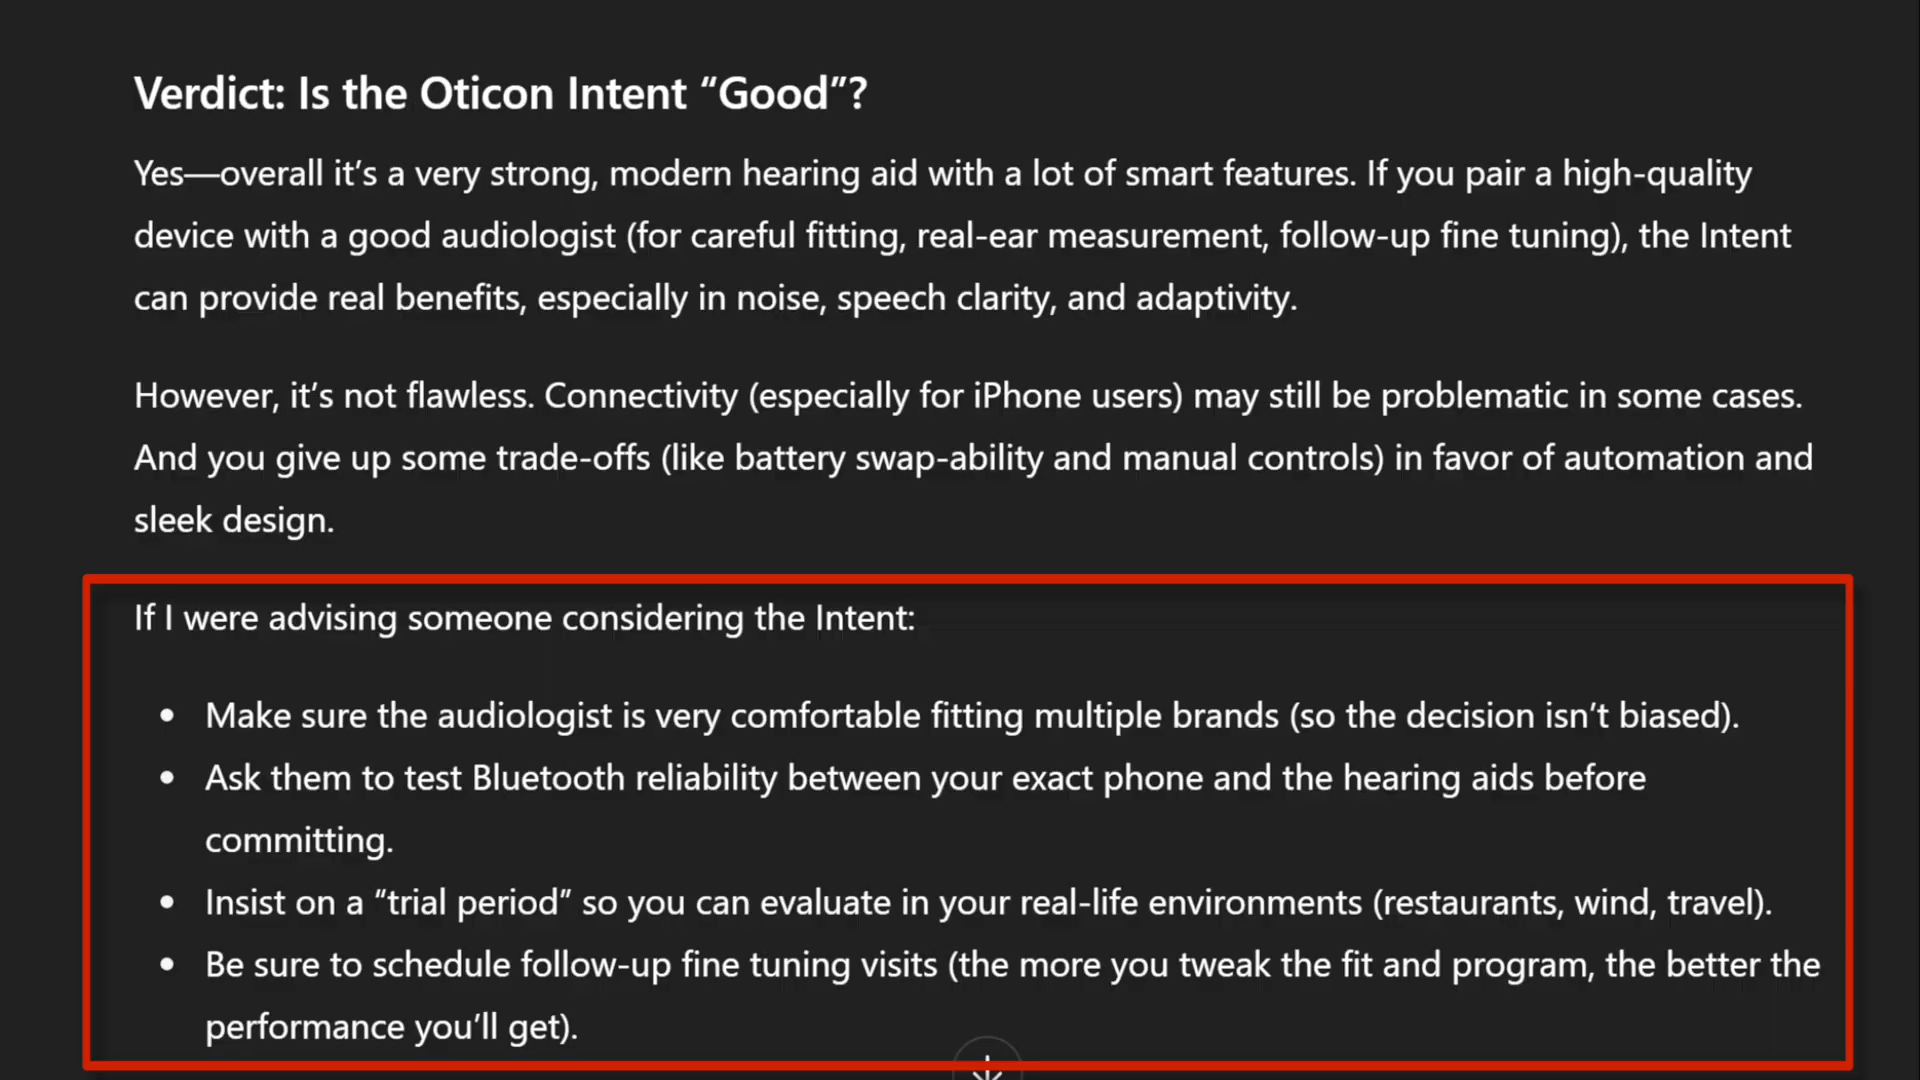 Verdict: Is the Oticon Intent “Good”?
Yes—overall it’s a very strong, modern hearing aid with a lot of smart features. If you pair a high-quality
device with a good audiologist (for careful fitting, real-ear measurement, follow-up fine tuning), the Intent
can provide real benefits, especially in noise, speech clarity, and adaptivity.
However, it’s not flawless. Connectivity (especially for iPhone users) may still be problematic in some cases.
And you give up some trade-offs (like battery swap-ability and manual controls) in favor of automation and
sleek design.
If I were advising someone considering the Intent:
• Make sure the audiologist is very comfortable fitting multiple brands (so the decision isn’t biased).
• Ask them to test Bluetooth reliability between your exact phone and the hearing aids before
committing.
• Insist on a “trial period” so you can evaluate in your real-life environments (restaurants, wind, travel).
• Be sure to schedule follow-up fine tuning visits (the more you tweak the fit and program, the better the
performance you’ll get).